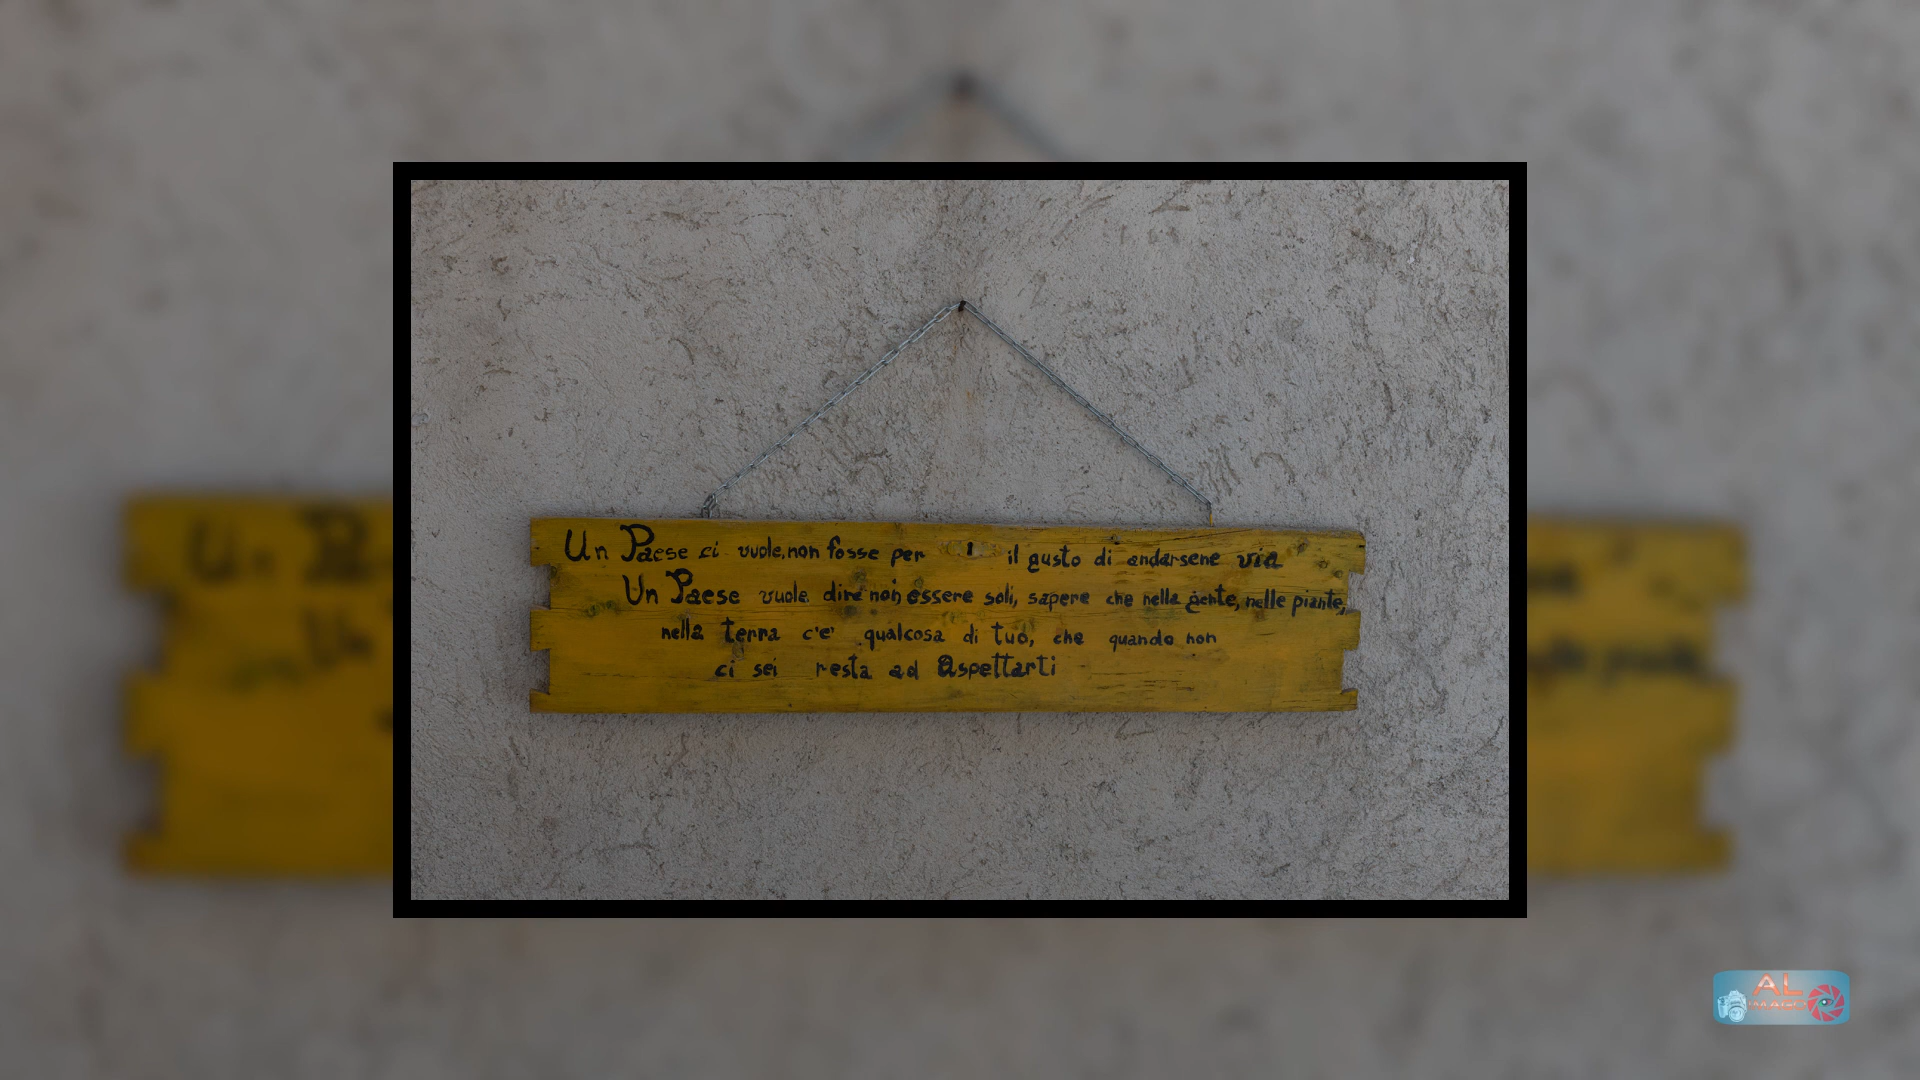 Un Paese ci vuole, non fosse per il gusto di andarsene via
Un Paese vuole dire non essere soli, sapere che nella gente, nelle piante,
nella terra c'e' qualcosa di tuo, che quando non
ci sei resta ad aspettarti
AL
IMAGO